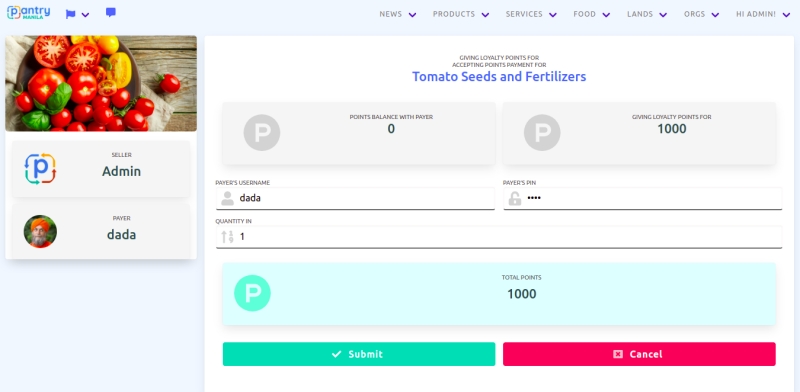 pantry
MANILA
NEWS
PRODUCTS
SERVICES
FOOD
LANDS
ORGS
HI ADMIN!
SELLER
Admin
PAYER
dada
GIVING LOYALTY POINTS FOR
ACCEPTING POINTS PAYMENT FOR
Tomato Seeds and Fertilizers
POINTS BALANCE WITH PAYER
0
GIVING LOYALTY POINTS FOR
1000
PAYER'S USERNAME
dada
PAYER'S PIN
••••
QUANTITY IN
1
TOTAL POINTS
1000
Submit
Cancel